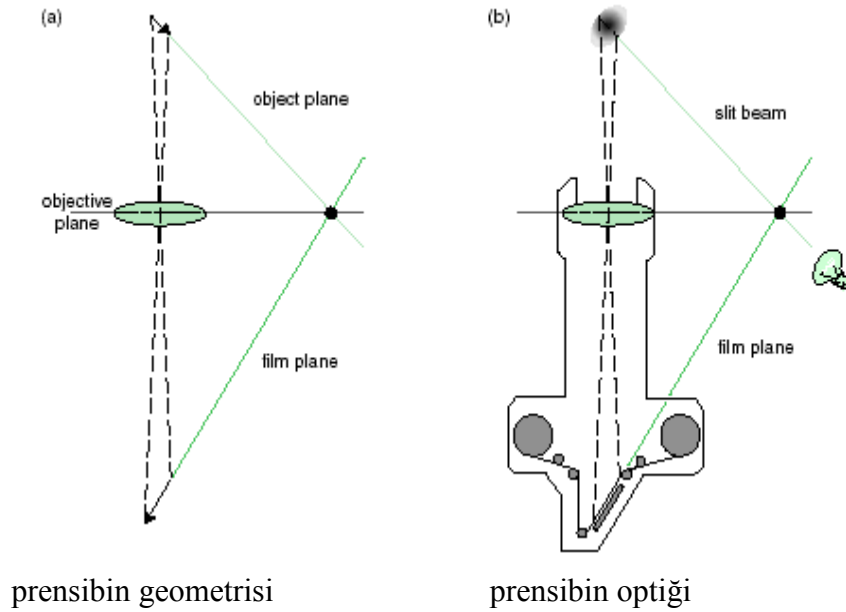 (a)
object plane
objective
plane
film plane
(b)
slit beam
film plane
prensibin geometrisi
prensibin optiği